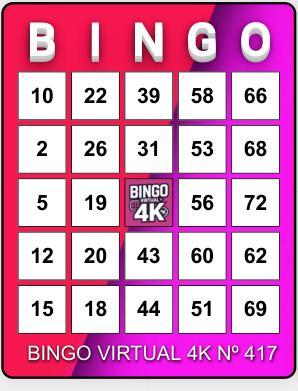 B I N G O
10 22 39 58 66
2 26 31 53 68
5 19 BINGO VIRTUAL 4K 56 72
12 20 43 60 62
15 18 44 51 69
BINGO VIRTUAL 4K Nº 417